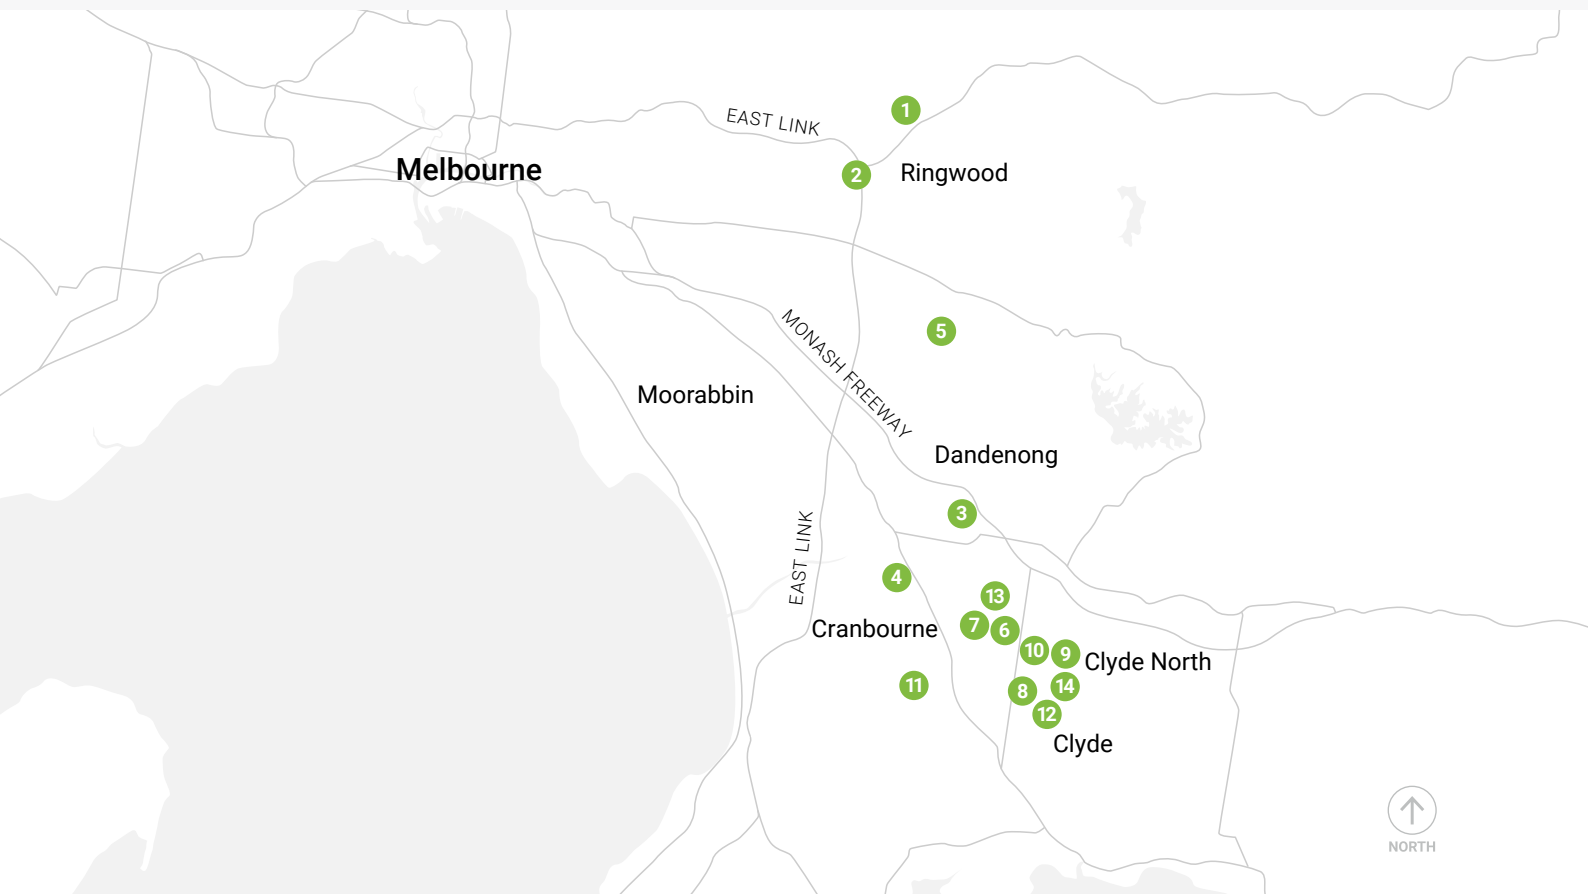 1
EAST LINK
Melbourne
2
Ringwood
5
MONASH FREEWAY
Moorabbin
Dandenong
3
EAST LINK
4
13
7
6
Cranbourne
10
9
Clyde North
11
8
14
12
Clyde
NORTH